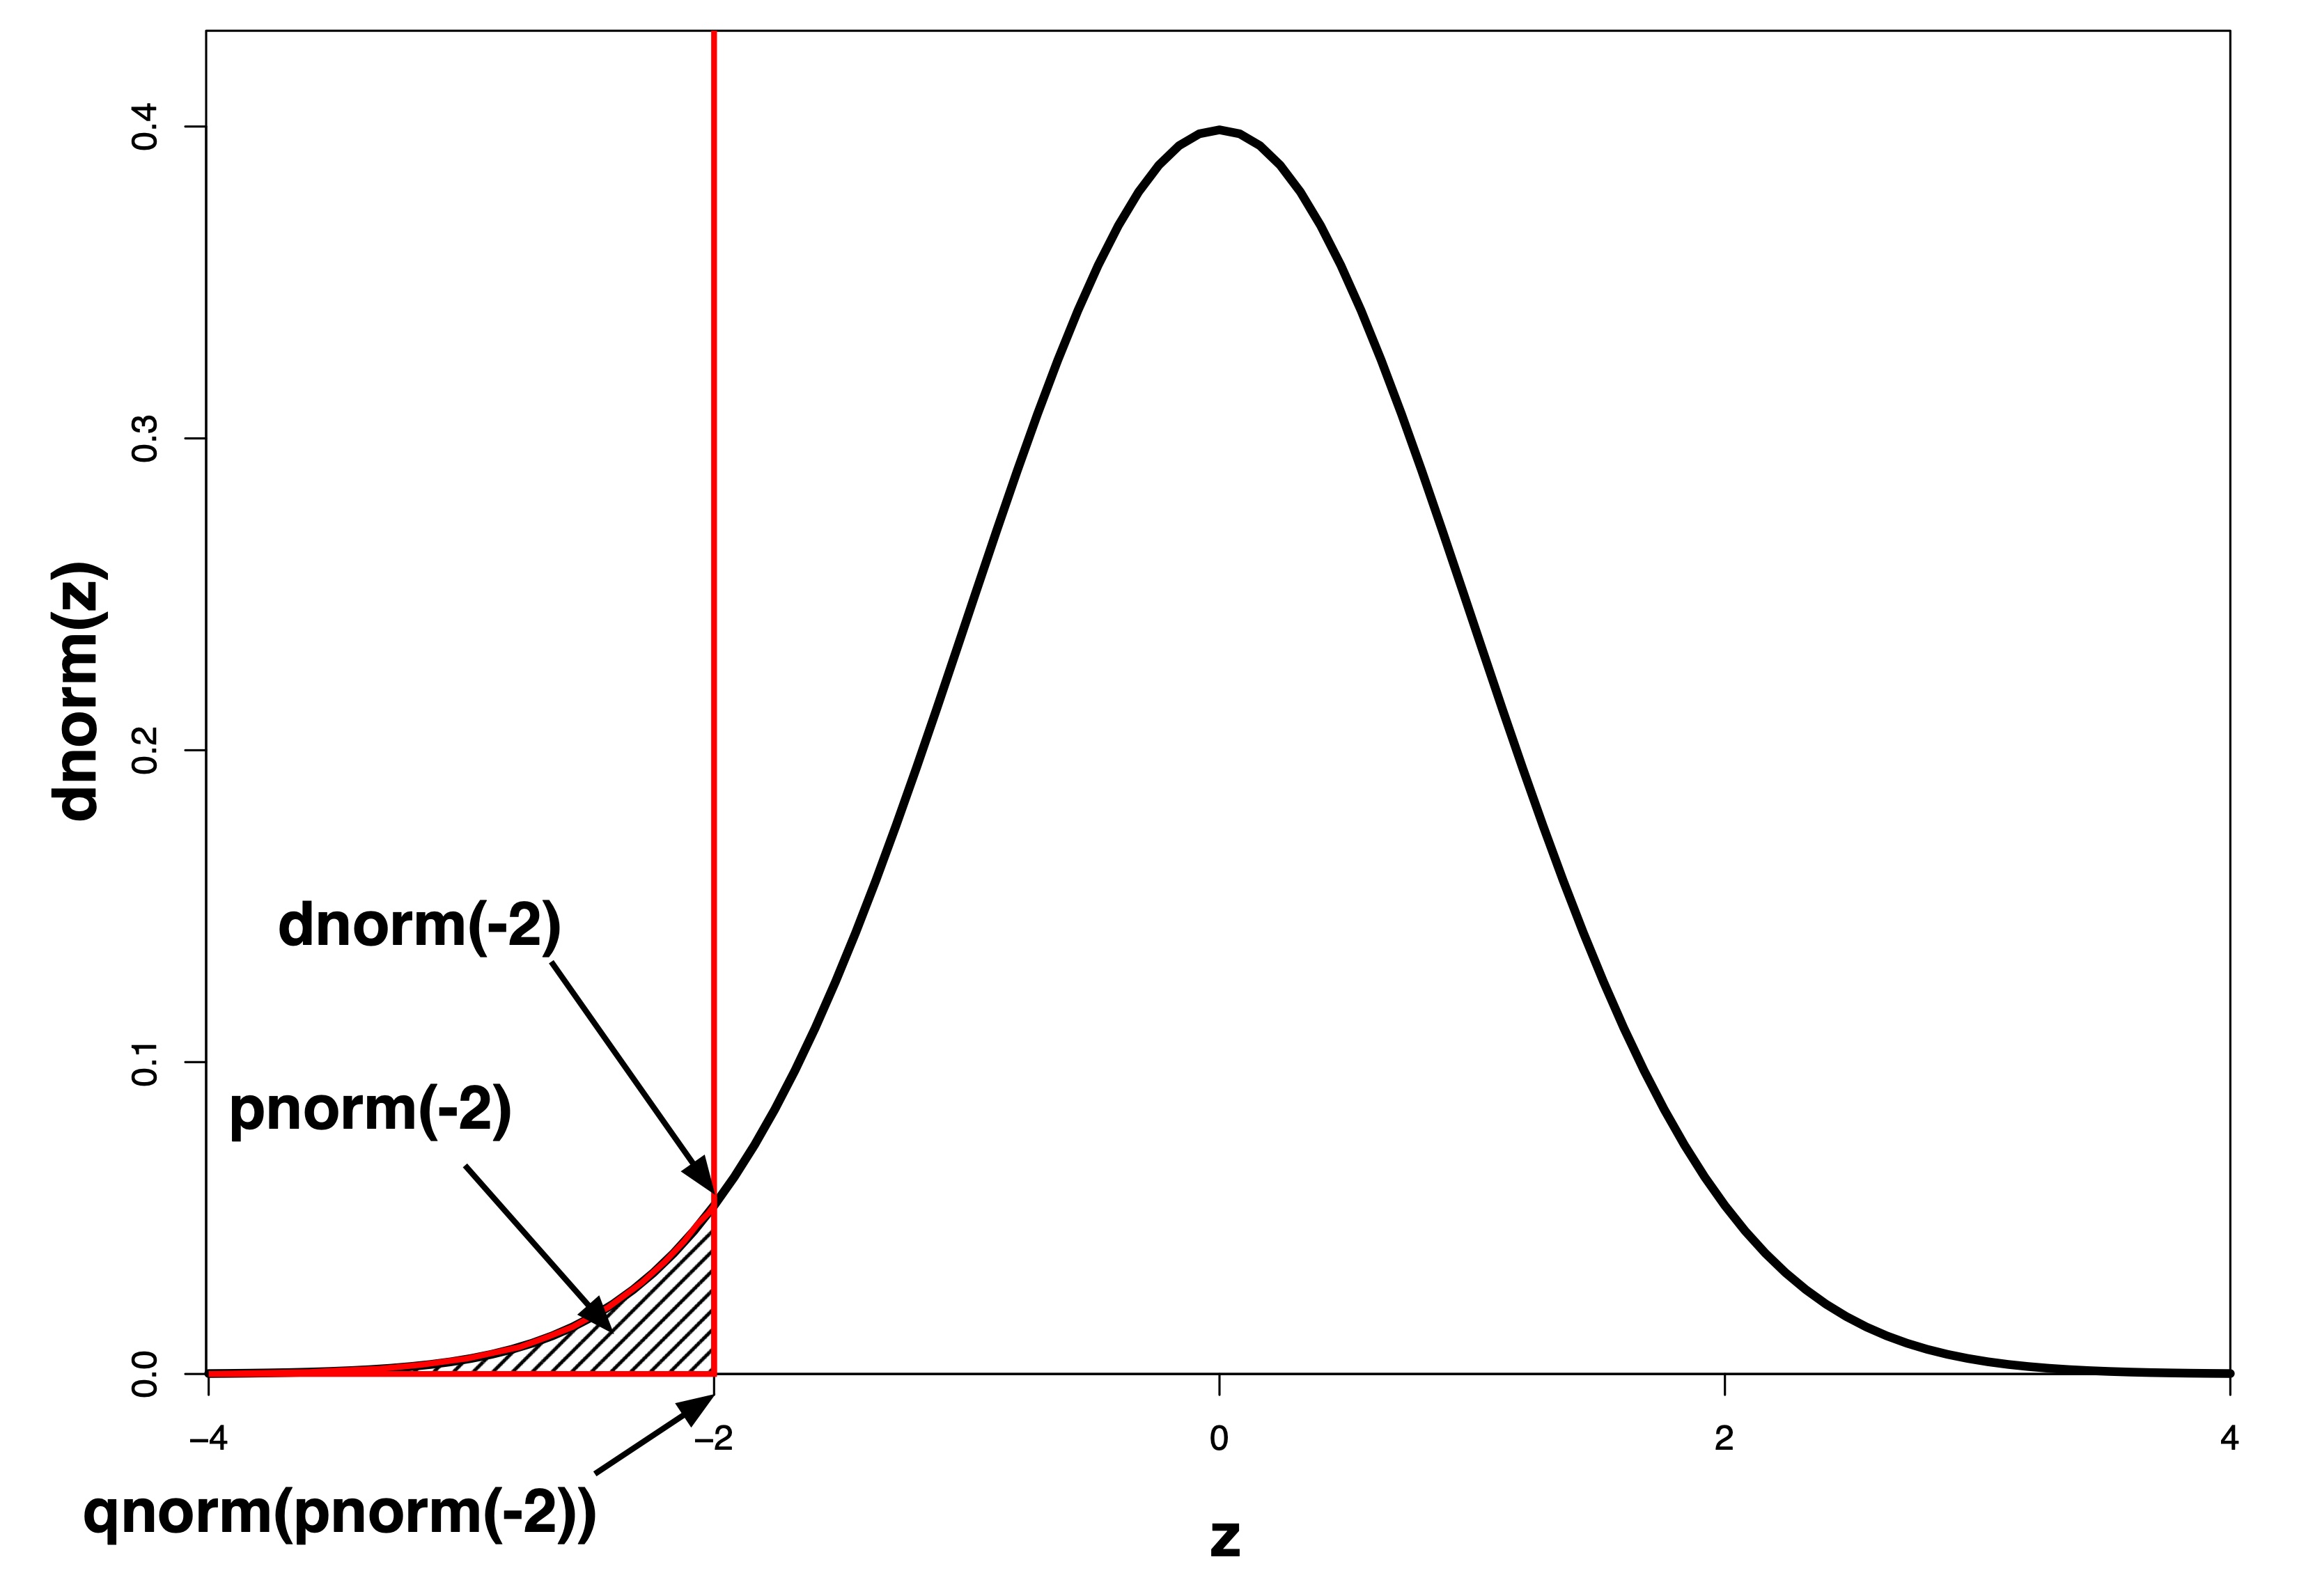 0.4
0.3
dnorm(z)
0.2
dnorm(-2)
0.1
pnorm(-2)
0.0
−4 −2 0 2 4
qnorm(pnorm(-2))
z